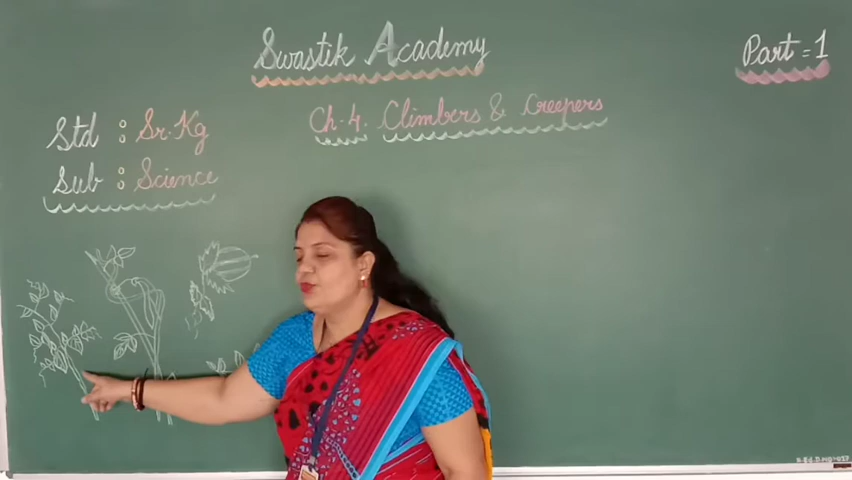 Swastik Academy
Part = 1
Std : Sr. Kg
Ch-4. Climbers & Creepers
Sub : Science